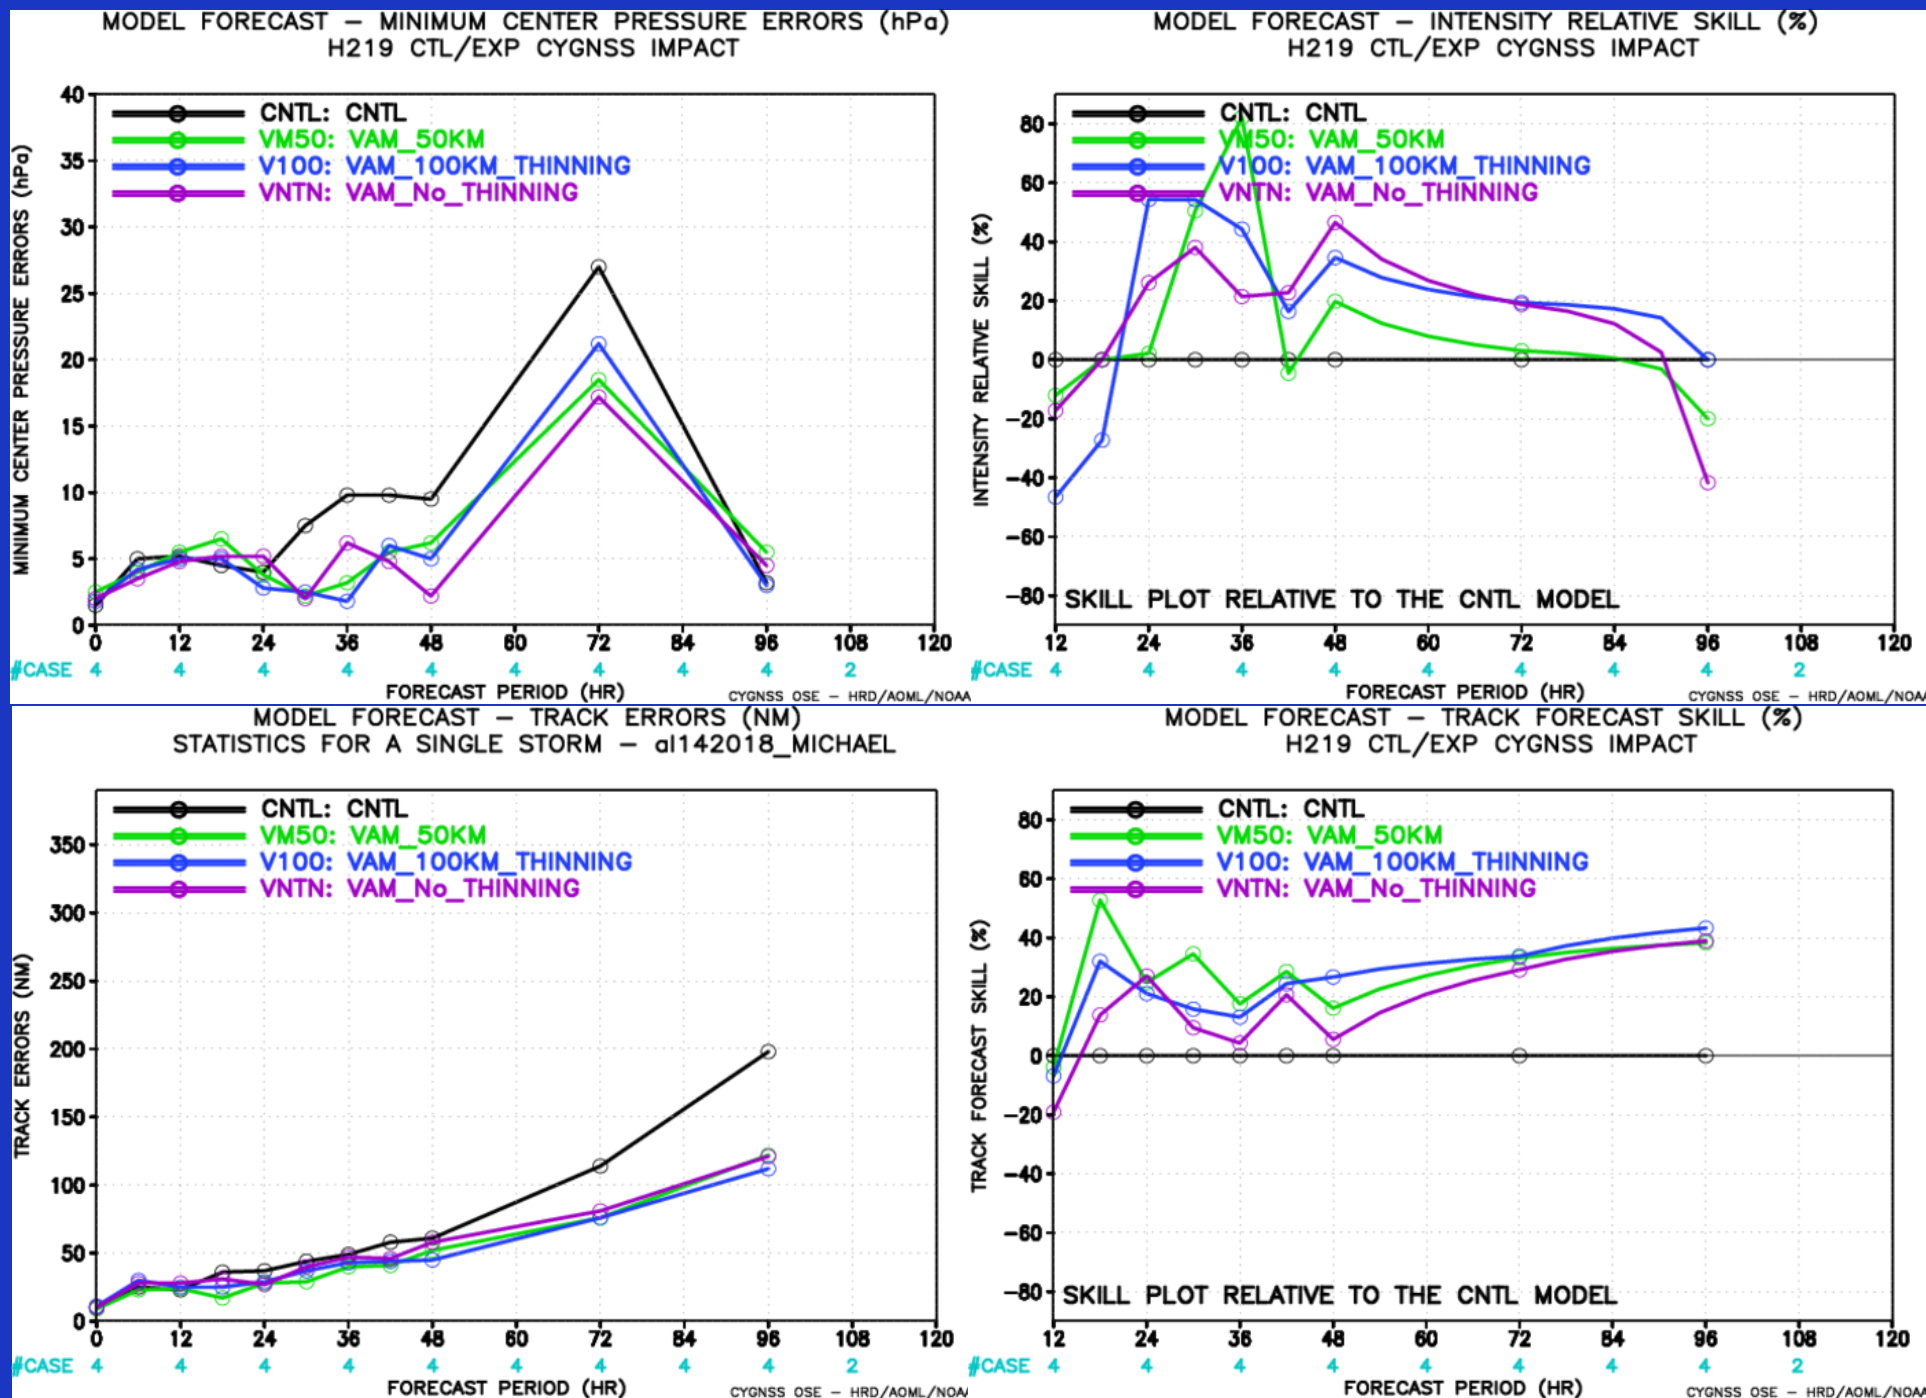 MODEL FORECAST – MINIMUM CENTER PRESSURE ERRORS (hPa)
H219 CTL/EXP CYGNSS IMPACT
CNTL: CNTL
VM50: VAM_50KM
V100: VAM_100KM_THINNING
VNTN: VAM_No_THINNING
MINIMUM CENTER PRESSURE ERRORS (hPa)
40
35
30
25
20
15
10
5
0
0 12 24 36 48 60 72 84 96 108 120
#CASE 4 4 4 4 4 4 4 4 4 2
FORECAST PERIOD (HR)
CYGNSS OSE – HRD/AOML/NOAA
MODEL FORECAST – INTENSITY RELATIVE SKILL (%)
H219 CTL/EXP CYGNSS IMPACT
CNTL: CNTL
VM50: VAM_50KM
V100: VAM_100KM_THINNING
VNTN: VAM_No_THINNING
INTENSITY RELATIVE SKILL (%)
80
60
40
20
0
–20
–40
–60
–80
SKILL PLOT RELATIVE TO THE CNTL MODEL
12 24 36 48 60 72 84 96 108 120
#CASE 4 4 4 4 4 4 4 4 2
FORECAST PERIOD (HR)
CYGNSS OSE – HRD/AOML/NOAA
MODEL FORECAST – TRACK ERRORS (NM)
STATISTICS FOR A SINGLE STORM – al142018_MICHAEL
CNTL: CNTL
VM50: VAM_50KM
V100: VAM_100KM_THINNING
VNTN: VAM_No_THINNING
TRACK ERRORS (NM)
350
300
250
200
150
100
50
0
0 12 24 36 48 60 72 84 96 108 120
#CASE 4 4 4 4 4 4 4 4 4 2
FORECAST PERIOD (HR)
CYGNSS OSE – HRD/AOML/NOAA
MODEL FORECAST – TRACK FORECAST SKILL (%)
H219 CTL/EXP CYGNSS IMPACT
CNTL: CNTL
VM50: VAM_50KM
V100: VAM_100KM_THINNING
VNTN: VAM_No_THINNING
TRACK FORECAST SKILL (%)
80
60
40
20
0
–20
–40
–60
–80
SKILL PLOT RELATIVE TO THE CNTL MODEL
12 24 36 48 60 72 84 96 108 120
#CASE 4 4 4 4 4 4 4 4 2
FORECAST PERIOD (HR)
CYGNSS OSE – HRD/AOML/NOAA